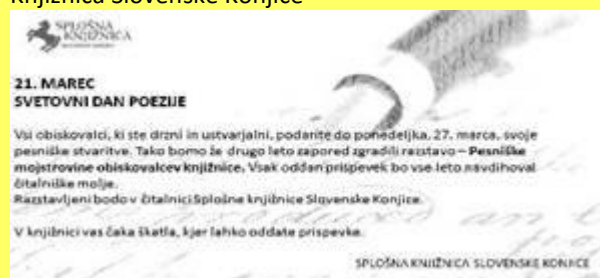 Knjižnica Slovenske Konjice
SPLOŠNA
KNJIŽNICA
21. MAREC
SVETOVNI DAN POEZIJE
Vsi obiskovalci, ki ste drzni in ustvarjalni, podarite do ponedeljka, 27. marca, svoje
pesniške stvaritve. Tako bomo že drugo leto zapored zgradili razstavo – Pesniške
mojstrovine obiskovalcev knjižnice. Vsak oddan prispevek bo vse leto navdihoval
čitalniške molje.
Razstavljeni bodo v čitalnici Splošne knjižnice Slovenske Konjice.
V knjižnici vas čaka škatla, kjer lahko oddate prispevke.
SPLOŠNA KNJIŽNICA SLOVENSKE KONJICE